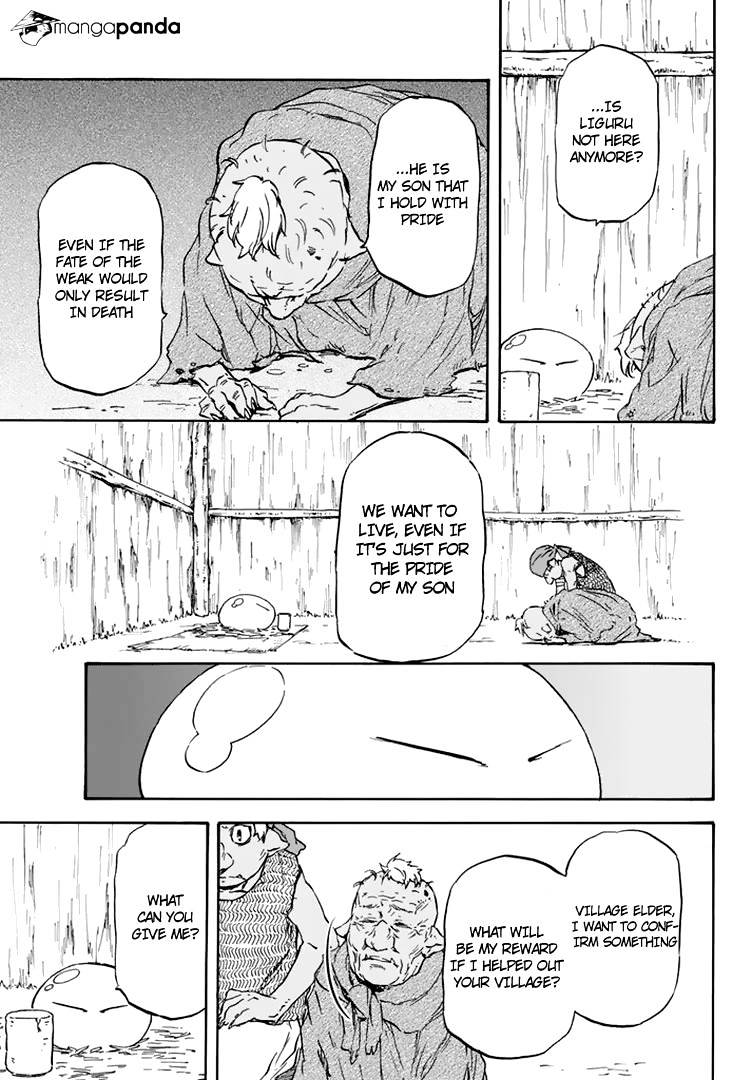 mangapanda
...IS
LIGURU
NOT HERE
ANYMORE?
...HE IS
MY SON THAT
I HOLD WITH
PRIDE
EVEN IF THE
FATE OF THE
WEAK WOULD
ONLY RESULT
IN DEATH
WE WANT TO
LIVE, EVEN IF
IT'S JUST FOR
THE PRIDE
OF MY SON
VILLAGE ELDER,
I WANT TO CONF-
IRM SOMETHING
WHAT WILL
BE MY REWARD
IF I HELPED OUT
YOUR VILLAGE?
WHAT
CAN YOU
GIVE ME?